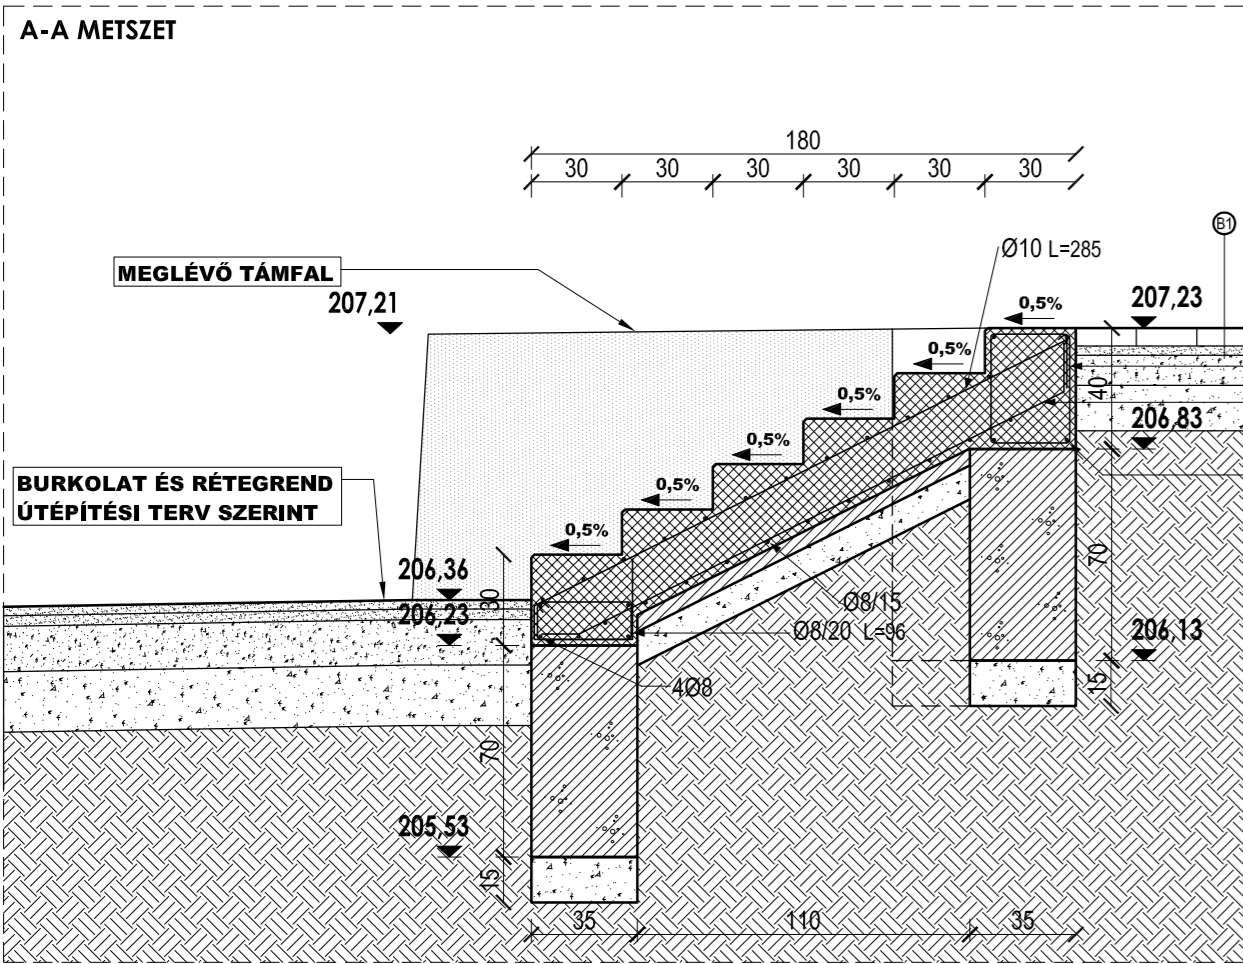 A-A METSZET
180
30 30 30 30 30 30
B1
Ø10 L=285
MEGLÉVŐ TÁMFAL
207,21
0,5%
207,23
0,5%
40
0,5%
206,83
0,5%
BURKOLAT ÉS RÉTEGREND
ÚTÉPÍTÉSI TERV SZERINT
0,5%
0,5%
70
206,36
30
Ø8/15
206,23
Ø8/20 L=96
206,13
4Ø8
15
70
205,53
15
35 110 35